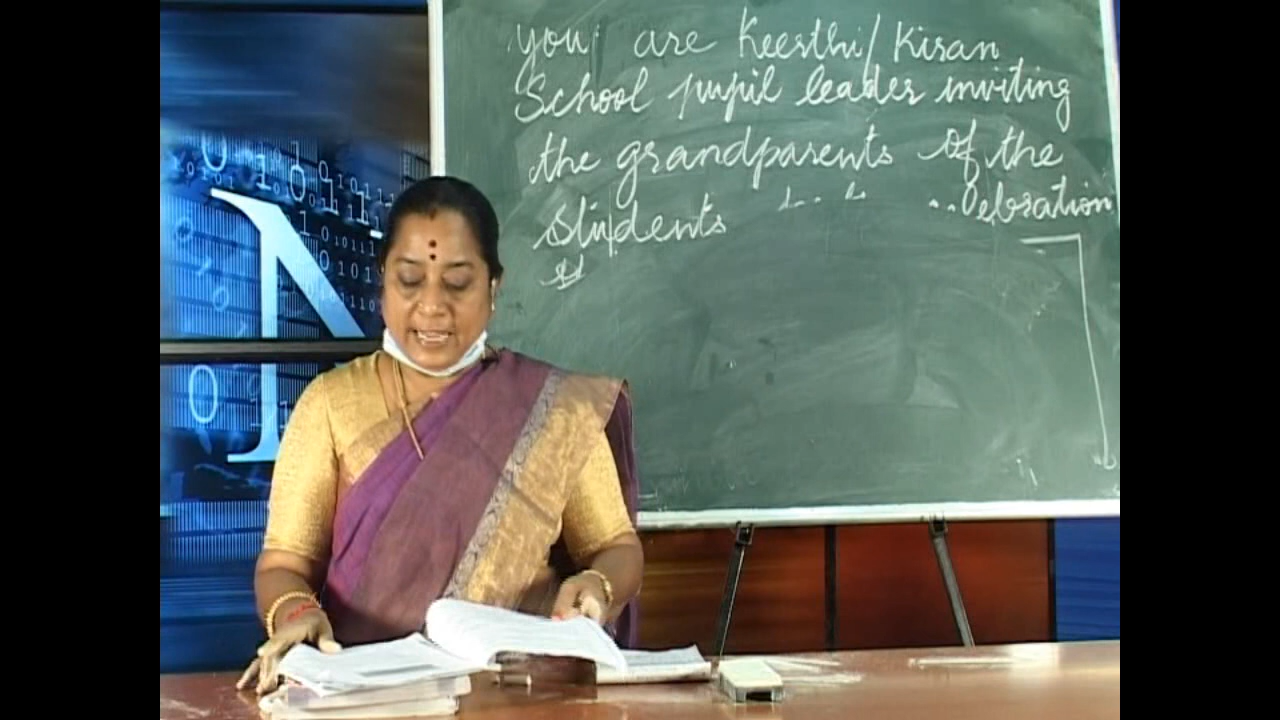 you are Keerthi/Kiran
School pupil leader inviting
the grandparents of the
students
N